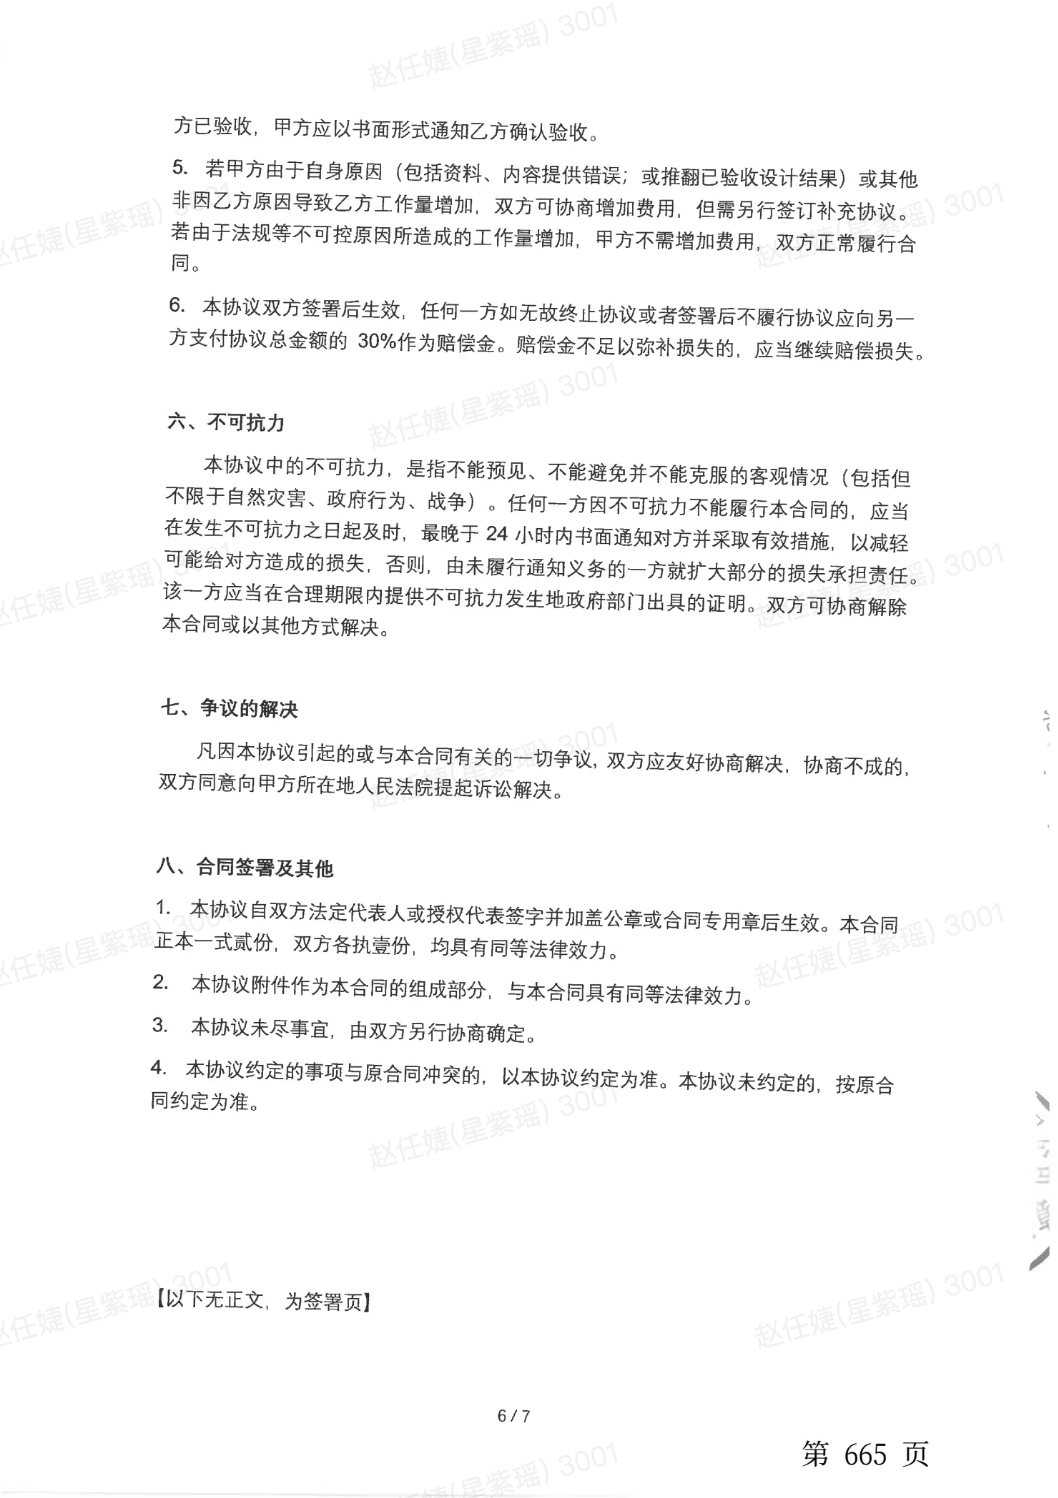 赵任婕(星紫瑶) 3001
方已验收，甲方应以书面形式通知乙方确认验收。
5. 若甲方由于自身原因（包括资料、内容提供错误；或推翻已验收设计结果）或其他
非因乙方原因导致乙方工作量增加，双方可协商增加费用，但需另行签订补充协议。
若由于法规等不可控原因所造成的工作量增加，甲方不需增加费用，双方正常履行合
同。
6. 本协议双方签署后生效，任何一方如无故终止协议或者签署后不履行协议应向另一
方支付协议总金额的 30%作为赔偿金。赔偿金不足以弥补损失的，应当继续赔偿损失。
赵任婕(星紫瑶) 3001
六、不可抗力
本协议中的不可抗力，是指不能预见、不能避免并不能克服的客观情况（包括但
不限于自然灾害、政府行为、战争）。任何一方因不可抗力不能履行本合同的，应当
在发生不可抗力之日起及时，最晚于 24 小时内书面通知对方并采取有效措施，以减轻
可能给对方造成的损失，否则，由未履行通知义务的一方就扩大部分的损失承担责任。
该一方应当在合理期限内提供不可抗力发生地政府部门出具的证明。双方可协商解除
本合同或以其他方式解决。
七、争议的解决
凡因本协议引起的或与本合同有关的一切争议，双方应友好协商解决，协商不成的，
双方同意向甲方所在地人民法院提起诉讼解决。
八、合同签署及其他
1. 本协议自双方法定代表人或授权代表签字并加盖公章或合同专用章后生效。本合同
正本一式贰份，双方各执壹份，均具有同等法律效力。
2. 本协议附件作为本合同的组成部分，与本合同具有同等法律效力。
3. 本协议未尽事宜，由双方另行协商确定。
4. 本协议约定的事项与原合同冲突的，以本协议约定为准。本协议未约定的，按原合
同约定为准。
赵任婕(星紫瑶) 3001
【以下无正文，为签署页】
赵任婕(星紫瑶) 3001
6 / 7
第 665 页